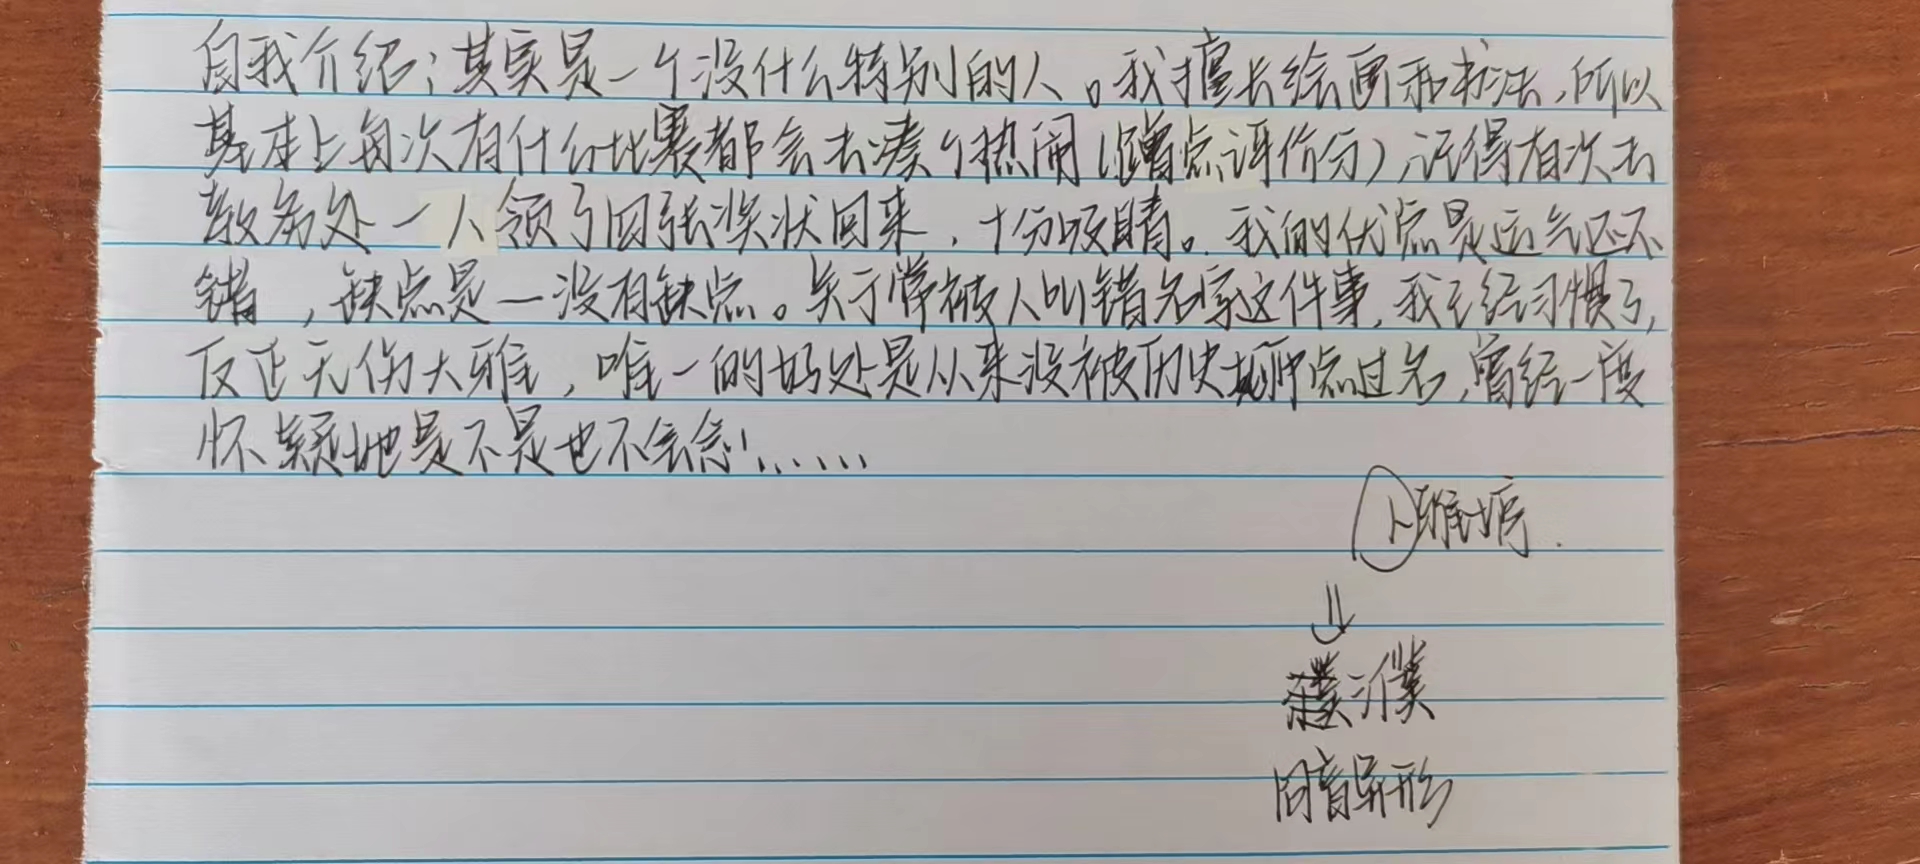 自我介绍：其实是一个没什么特别的人。我擅长绘画和书法，所以
基本上每次有什么比赛都会去凑个热闹（蹭点评价分），记得有次去
教务处一人领了四张奖状回来，十分吸睛。我的优点是运气还不
错，缺点是—没有缺点。关于常被人叫错名字这件事，我已经习惯了，
反正无伤大雅，唯一的好处是从来没被历史老师点过名，曾经一度
怀疑她是不是也不会念！……
卜雅
⇓
濮
同音异形